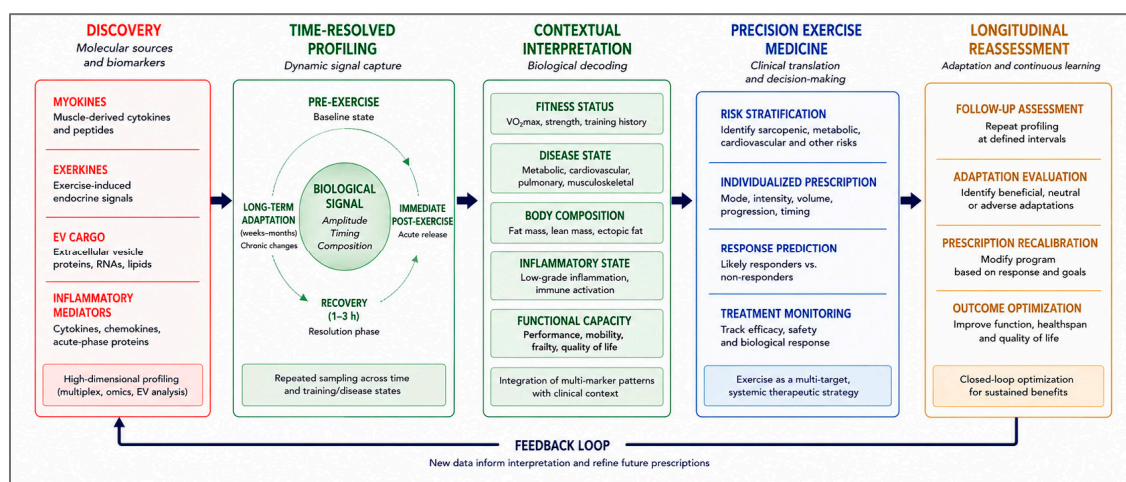 DISCOVERY
Molecular sources
and biomarkers
MYOKINES
Muscle-derived cytokines
and peptides
EXERKINES
Exercise-induced
endocrine signals
EV CARGO
Extracellular vesicle
proteins, RNAs, lipids
INFLAMMATORY
MEDIATORS
Cytokines, chemokines,
acute-phase proteins
High-dimensional profiling
(multiplex, omics, EV analysis)
TIME-RESOLVED
PROFILING
Dynamic signal capture
PRE-EXERCISE
Baseline state
LONG-TERM
ADAPTATION
(weeks–months)
Chronic changes
BIOLOGICAL
SIGNAL
Amplitude
Timing
Composition
IMMEDIATE
POST-EXERCISE
Acute release
RECOVERY
(1–3 h)
Resolution phase
Repeated sampling across time
and training/disease states
CONTEXTUAL
INTERPRETATION
Biological decoding
FITNESS STATUS
VO₂max, strength, training history
DISEASE STATE
Metabolic, cardiovascular,
pulmonary, musculoskeletal
BODY COMPOSITION
Fat mass, lean mass, ectopic fat
INFLAMMATORY STATE
Low-grade inflammation,
immune activation
FUNCTIONAL CAPACITY
Performance, mobility,
frailty, quality of life
Integration of multi-marker patterns
with clinical context
PRECISION EXERCISE
MEDICINE
Clinical translation
and decision-making
RISK STRATIFICATION
Identify sarcopenic, metabolic,
cardiovascular and other risks
INDIVIDUALIZED PRESCRIPTION
Mode, intensity, volume,
progression, timing
RESPONSE PREDICTION
Likely responders vs.
non-responders
TREATMENT MONITORING
Track efficacy, safety
and biological response
Exercise as a multi-target,
systemic therapeutic strategy
LONGITUDINAL
REASSESSMENT
Adaptation and continuous learning
FOLLOW-UP ASSESSMENT
Repeat profiling
at defined intervals
ADAPTATION EVALUATION
Identify beneficial, neutral
or adverse adaptations
PRESCRIPTION RECALIBRATION
Modify program
based on response and goals
OUTCOME OPTIMIZATION
Improve function, healthspan
and quality of life
Closed-loop optimization
for sustained benefits
FEEDBACK LOOP
New data inform interpretation and refine future prescriptions